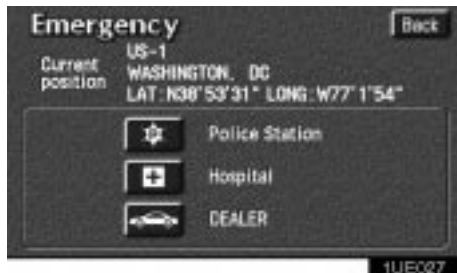 Emergency
Back
Current position
US-1
WASHINGTON, DC
LAT:N38°53'31" LONG:W77°1'54"
Police Station
Hospital
DEALER
1UE027